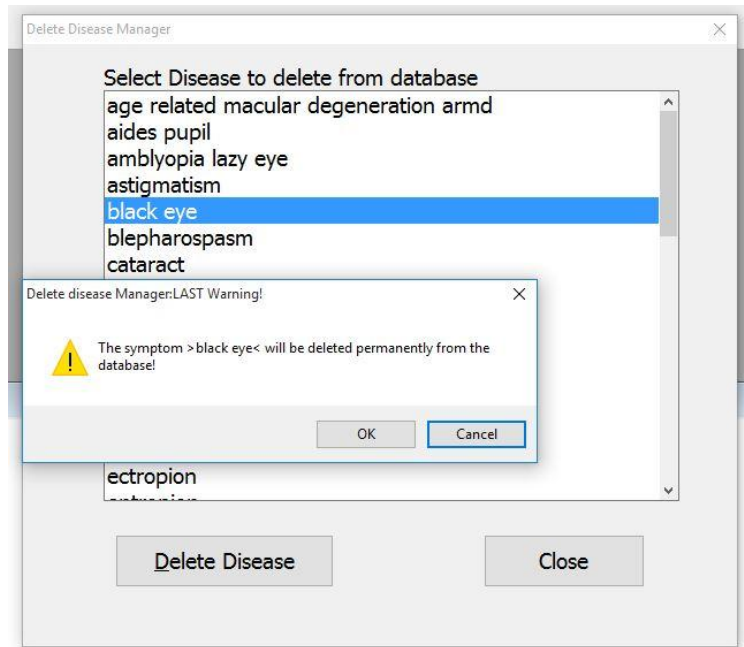 Delete Disease Manager
Select Disease to delete from database
age related macular degeneration armd
aides pupil
amblyopia lazy eye
astigmatism
black eye
blepharospasm
cataract
Delete disease Manager:LAST Warning!
The symptom >black eye< will be deleted permanently from the
database!
OK Cancel
ectropion
Delete Disease Close